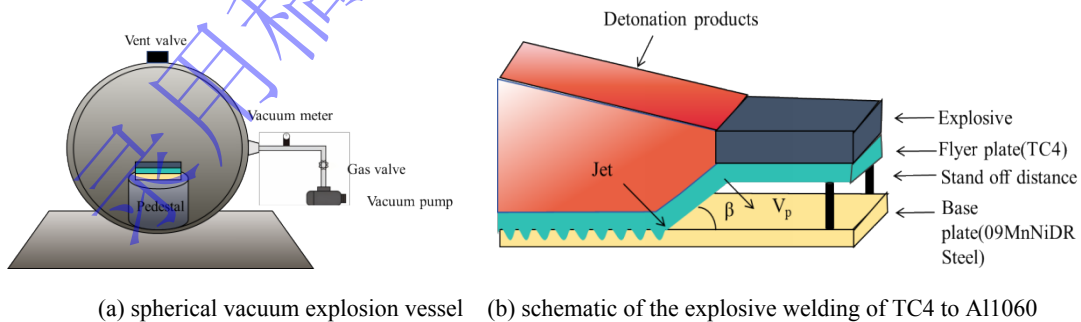 Vent valve
Vacuum meter
Gas valve
Vacuum pump
Pedestal
(a) spherical vacuum explosion vessel
Detonation products
Explosive
Flyer plate(TC4)
Stand off distance
Jet
β
Vp
Base
plate(09MnNiDR
Steel)
(b) schematic of the explosive welding of TC4 to Al1060